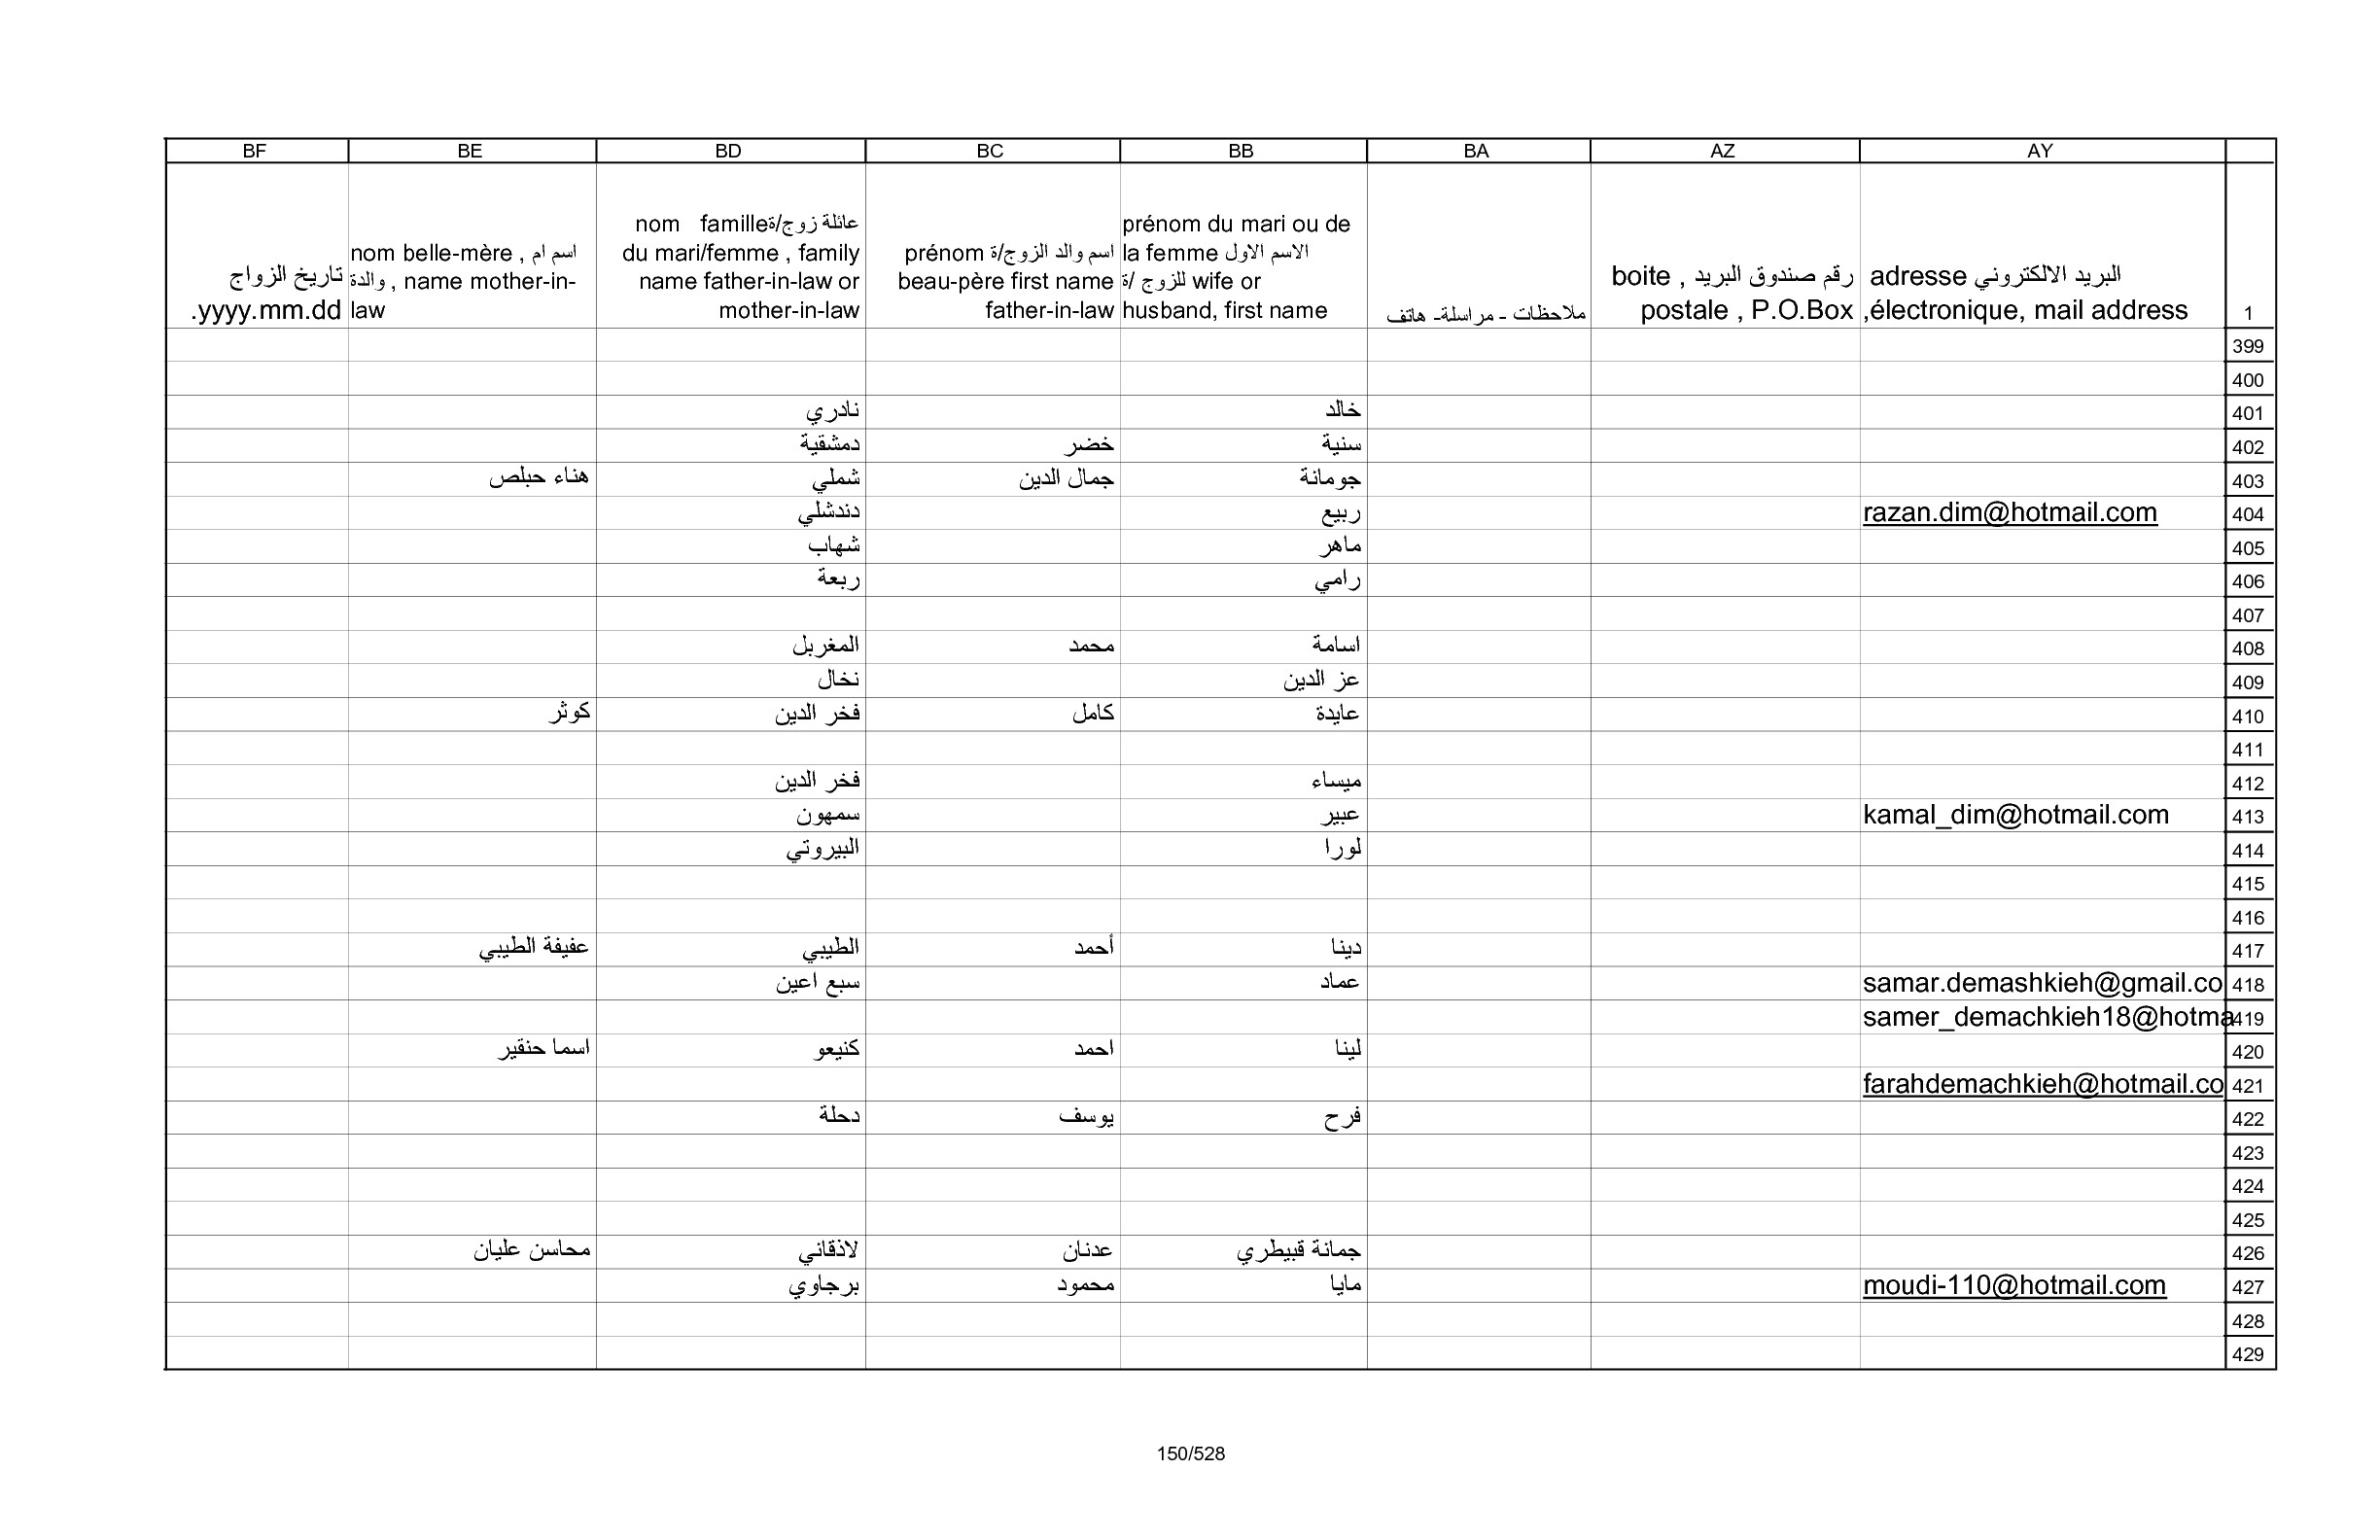 AY AZ BA BB BC BD BE BF
1
البريد الالكتروني adresse
électronique, mail address,
رقم صندوق البريد , boite
postale , P.O.Box
ملاحظات - مراسلة- هاتف
prénom du mari ou de
la femme الاسم الاول
للزوج /ة wife or
husband, first name
اسم والد الزوج/ة prénom
beau-père first name
father-in-law
عائلة زوج/ةnom famille
du mari/femme , family
name father-in-law or
mother-in-law
nom belle-mère , اسم ام
والدة , name mother-in-
law
تاريخ الزواج
yyyy.mm.dd.
399
400
401 خالد نادري
402 سنية خضر دمشقية
403 جومانة جمال الدين شملي هناء حبلص
404 razan.dim@hotmail.com ربيع دندشلي
405 ماهر شهاب
406 رامي ربعة
407
408 اسامة محمد المغربل
409 عز الدين نخال
410 عايدة كامل فخر الدين كوثر
411
412 ميساء فخر الدين
413 kamal_dim@hotmail.com عبير سمهون
414 لورا البيروتي
415
416
417 دينا أحمد الطيبي عفيفة الطيبي
418 samar.demashkieh@gmail.co عماد سبع اعين
419 samer_demachkieh18@hotma
420 لينا احمد كنيعو اسما حنقير
421 farahdemachkieh@hotmail.co
422 فرح يوسف دحلة
423
424
425
426 جمانة قبيطري عدنان لاذقاني محاسن عليان
427 moudi-110@hotmail.com مايا محمود برجاوي
428
429
150/528